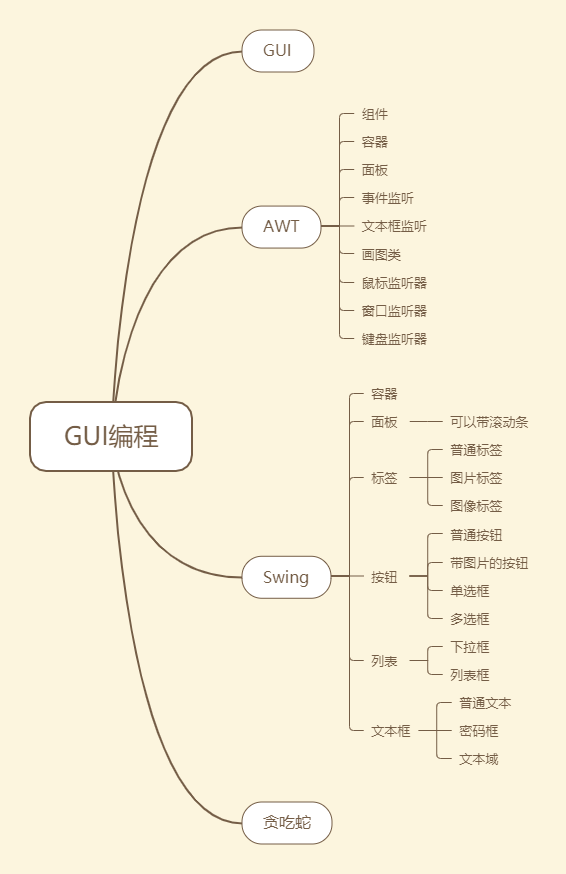 GUI编程
GUI
AWT
组件
容器
面板
事件监听
文本框监听
画图类
鼠标监听器
窗口监听器
键盘监听器
Swing
容器
面板
可以带滚动条
标签
普通标签
图片标签
图像标签
按钮
普通按钮
带图片的按钮
单选框
多选框
列表
下拉框
列表框
文本框
普通文本
密码框
文本域
贪吃蛇